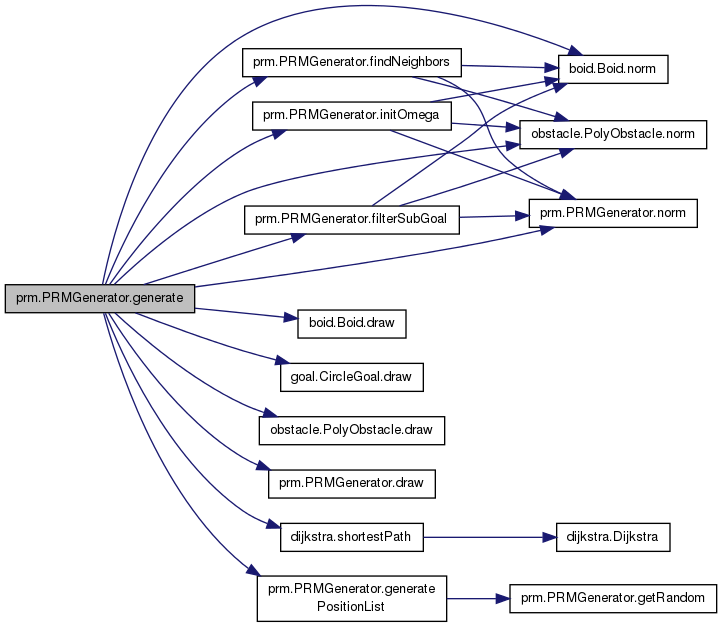 prm.PRMGenerator.findNeighbors
boid.Boid.norm
prm.PRMGenerator.initOmega
obstacle.PolyObstacle.norm
prm.PRMGenerator.filterSubGoal
prm.PRMGenerator.norm
prm.PRMGenerator.generate
boid.Boid.draw
goal.CircleGoal.draw
obstacle.PolyObstacle.draw
prm.PRMGenerator.draw
dijkstra.shortestPath
dijkstra.Dijkstra
prm.PRMGenerator.generate
PositionList
prm.PRMGenerator.getRandom